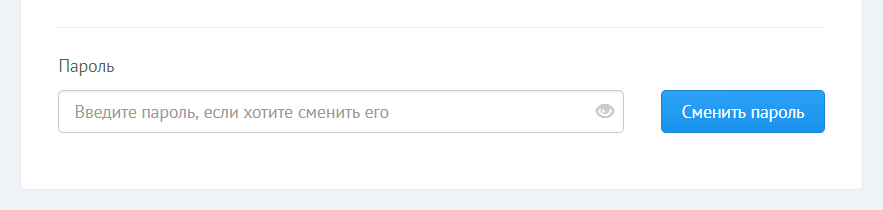 Пароль
Введите пароль, если хотите сменить его
Сменить пароль